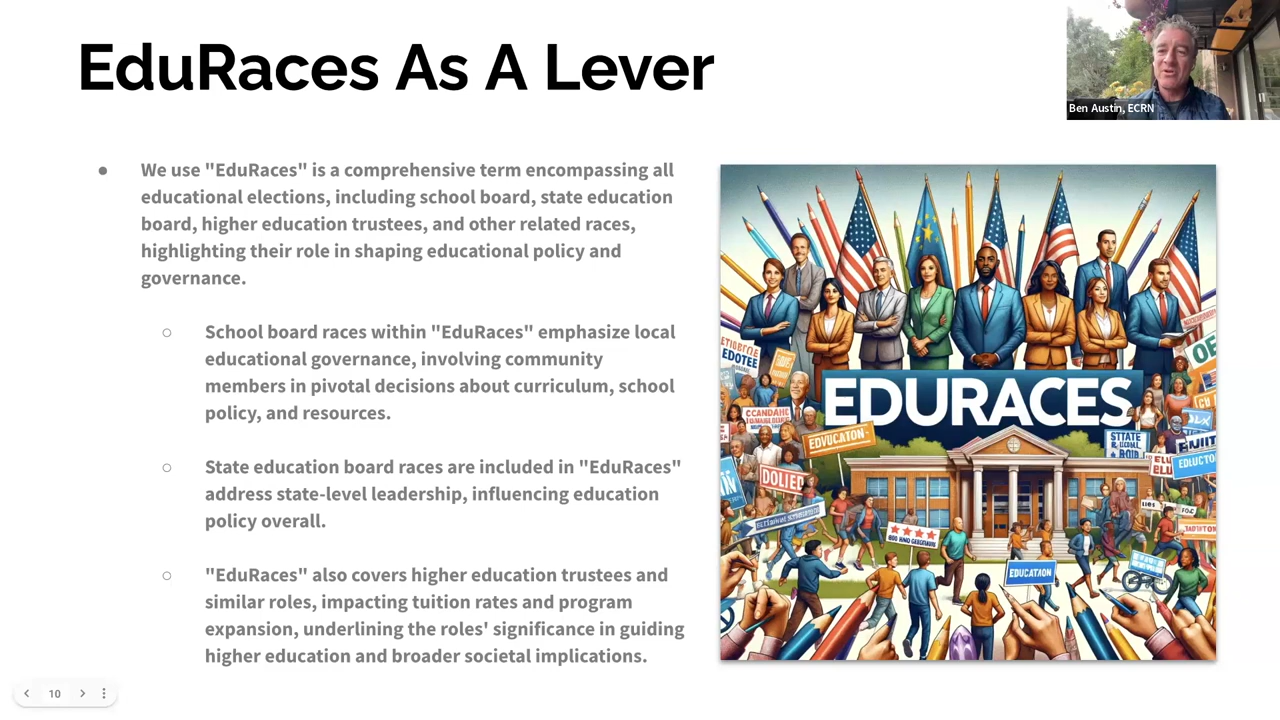 EduRaces As A Lever
Ben Austin, ECRN
We use "EduRaces" is a comprehensive term encompassing all
educational elections, including school board, state education
board, higher education trustees, and other related races,
highlighting their role in shaping educational policy and
governance.
School board races within "EduRaces" emphasize local
educational governance, involving community
members in pivotal decisions about curriculum, school
policy, and resources.
State education board races are included in "EduRaces"
address state-level leadership, influencing education
policy overall.
"EduRaces" also covers higher education trustees and
similar roles, impacting tuition rates and program
expansion, underlining the roles' significance in guiding
higher education and broader societal implications.
EDURACES
EDVUCATON-
DOLIED
EDUCATION
10